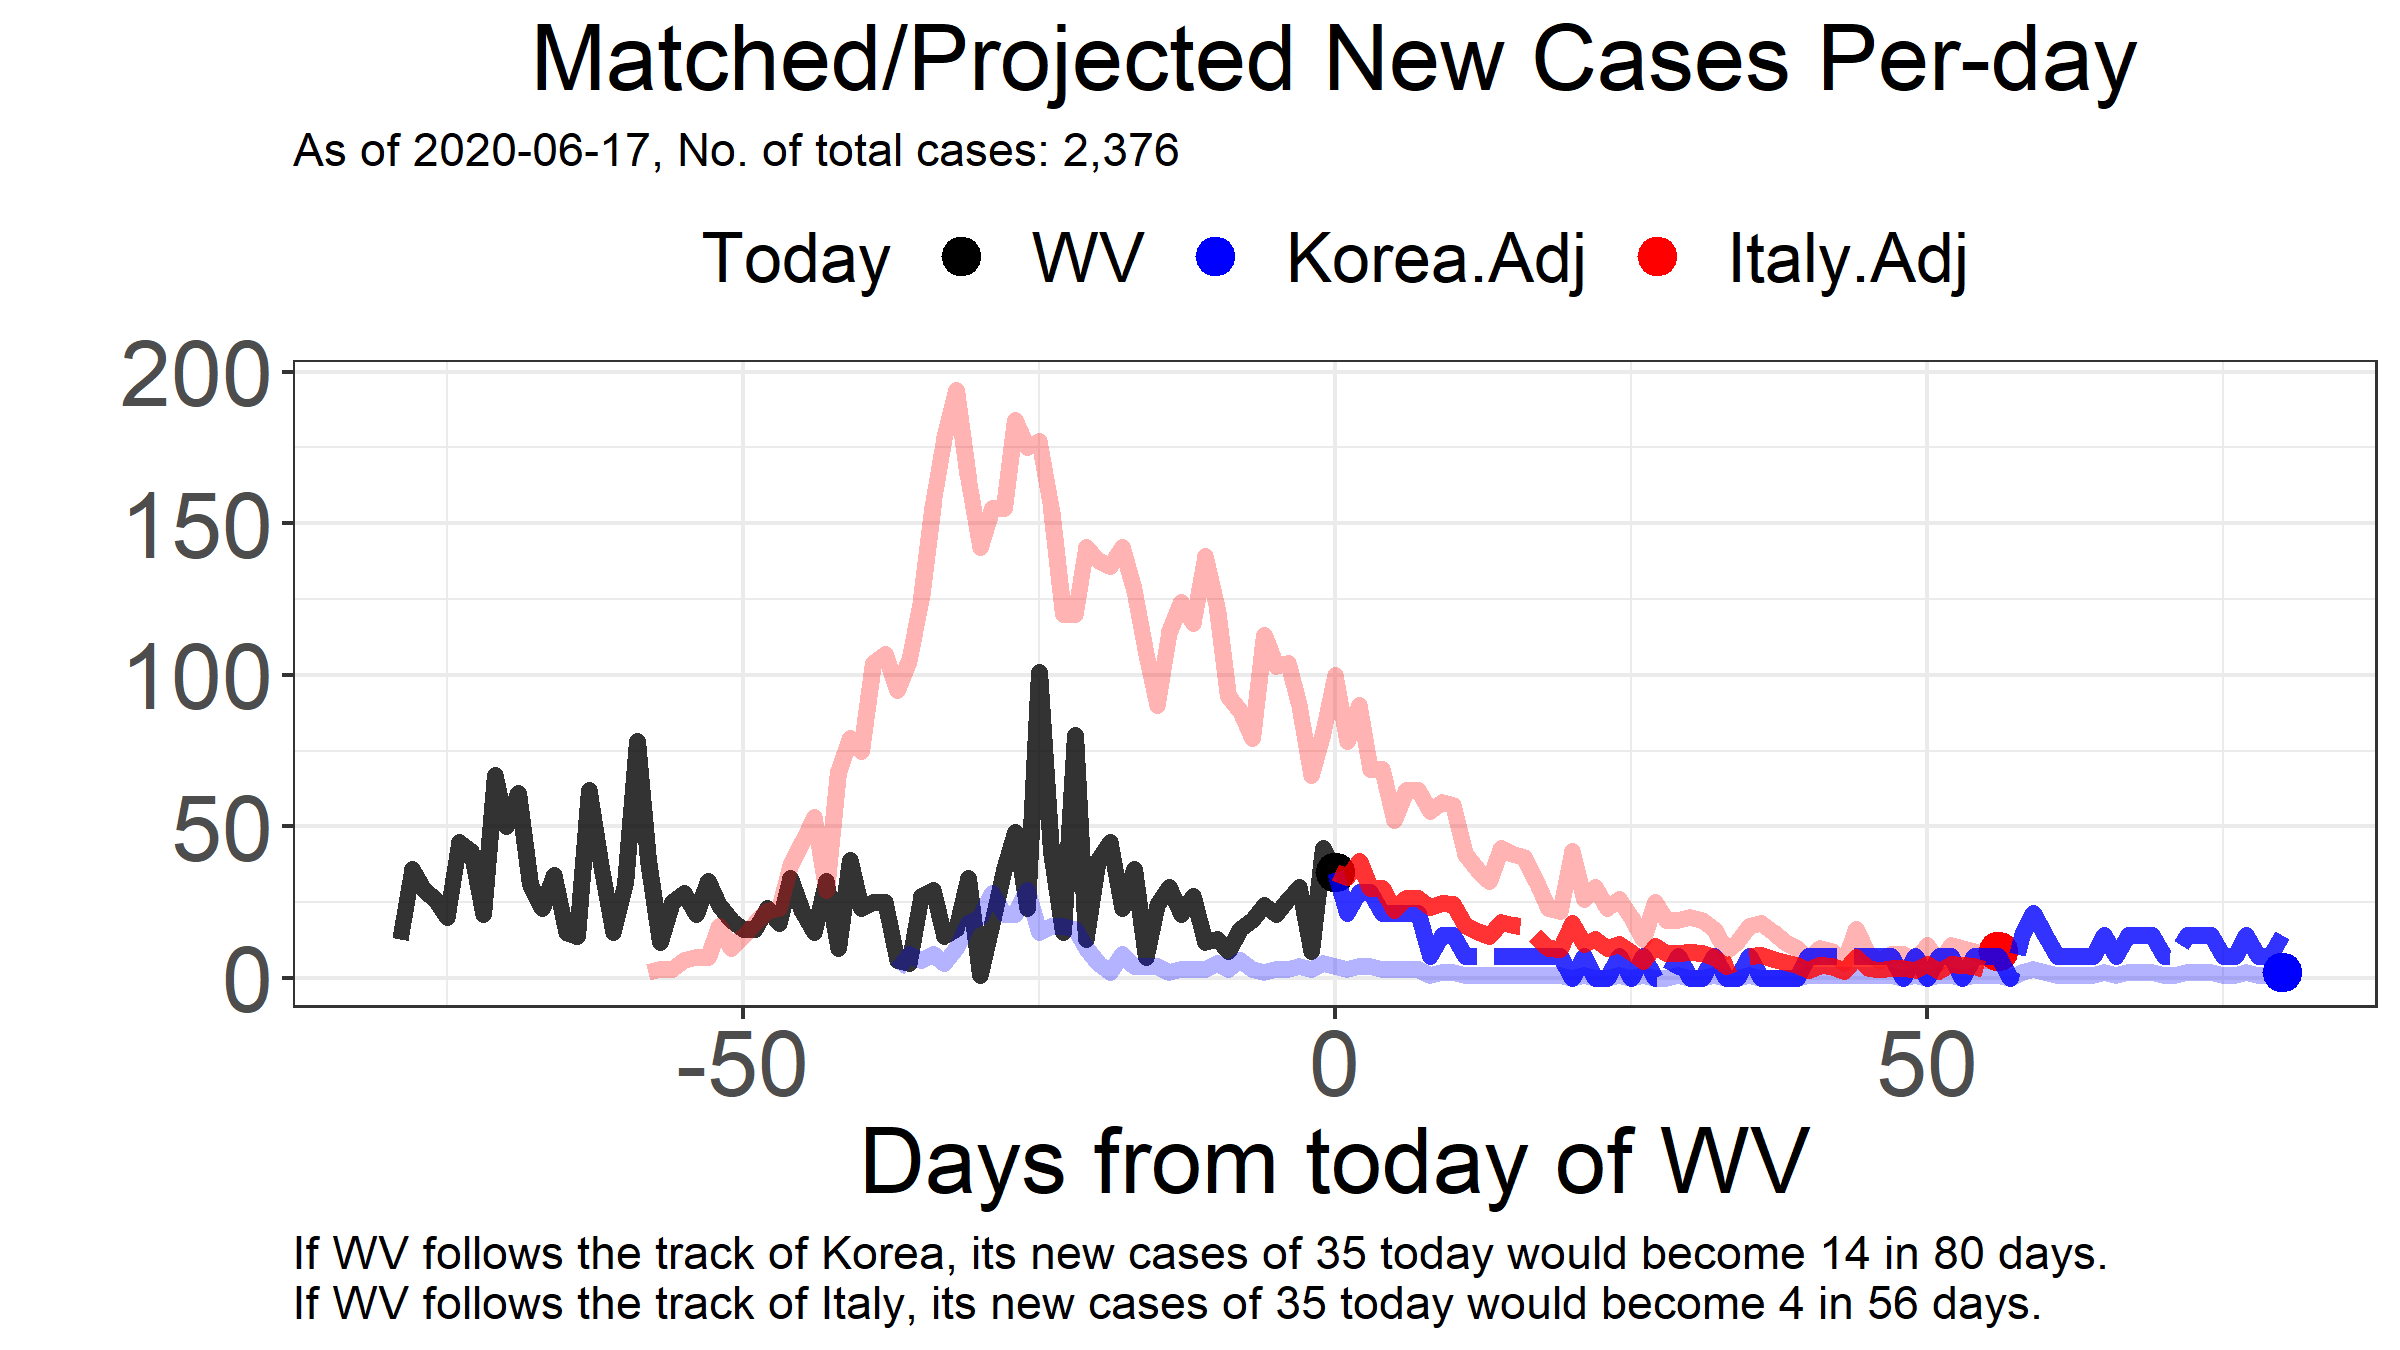 Matched/Projected New Cases Per-day
As of 2020-06-17, No. of total cases: 2,376
Today WV Korea.Adj Italy.Adj
200
150
100
50
0
-50 0 50
Days from today of WV
If WV follows the track of Korea, its new cases of 35 today would become 14 in 80 days.
If WV follows the track of Italy, its new cases of 35 today would become 4 in 56 days.